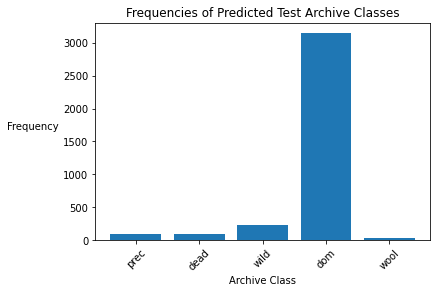 Frequencies of Predicted Test Archive Classes
3000
2500
2000
Frequency
1500
1000
500
0
prec
dead
wild
dom
wool
Archive Class